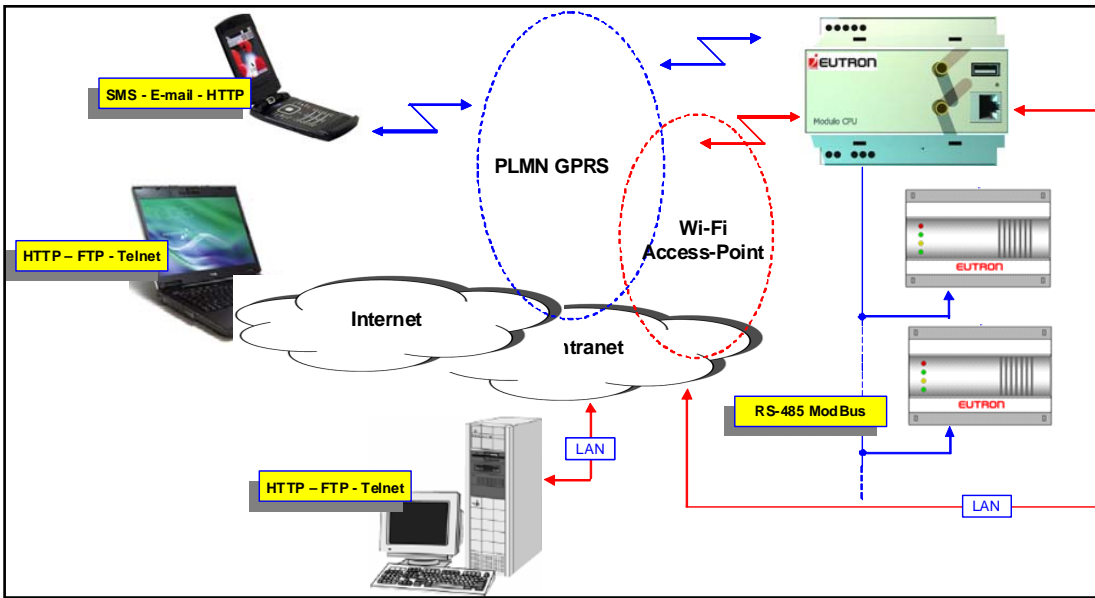 SMS - E-mail - HTTP
EUTRON
Modulo CPU
PLMN GPRS
Wi-Fi
Access-Point
HTTP – FTP - Telnet
EUTRON
Internet
ntranet
EUTRON
RS-485 ModBus
LAN
HTTP – FTP - Telnet
LAN